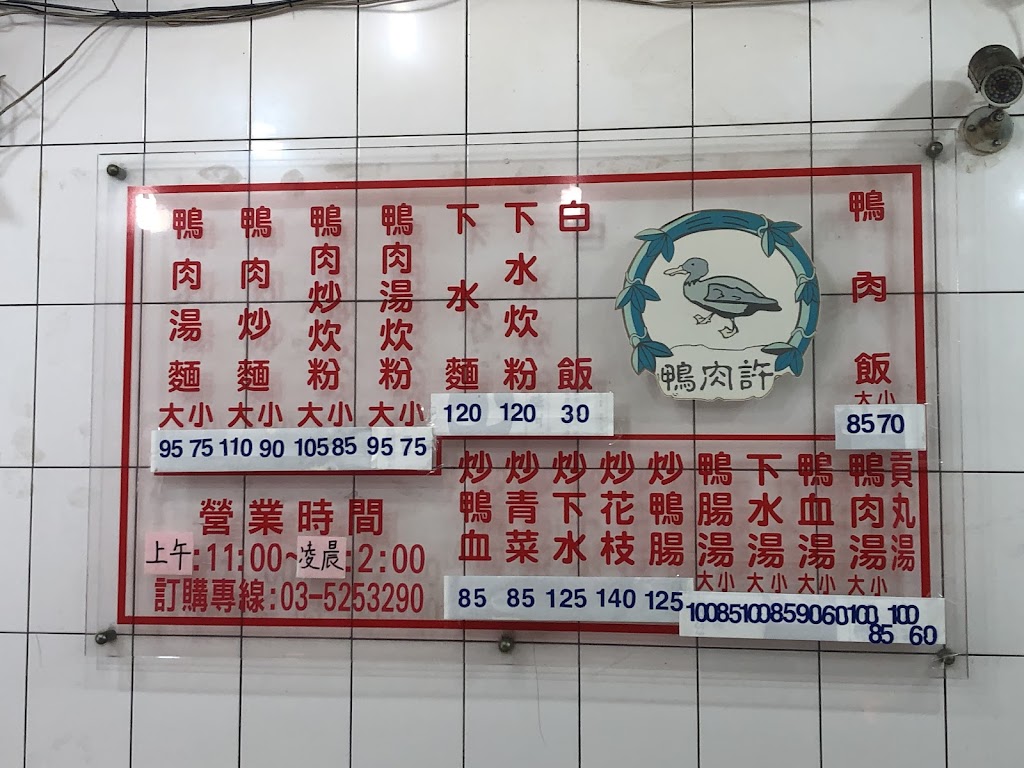 鴨肉飯
大小
85 70
鴨肉許
白飯
30
下水炊粉
120
下水麵
120
鴨肉湯炊粉
大小
95 75
鴨肉炒炊粉
大小
105 85
鴨肉炒麵
大小
110 90
鴨肉湯麵
大小
95 75
貢丸湯
60
鴨肉湯
大小
100 85
鴨血湯
大小
90 60
下水湯
大小
100 85
鴨腸湯
大小
100 85
炒鴨腸
125
炒花枝
140
炒下水
125
炒青菜
85
炒鴨血
85
100
營業時間
上午:11:00~凌晨:2:00
訂購專線:03-5253290